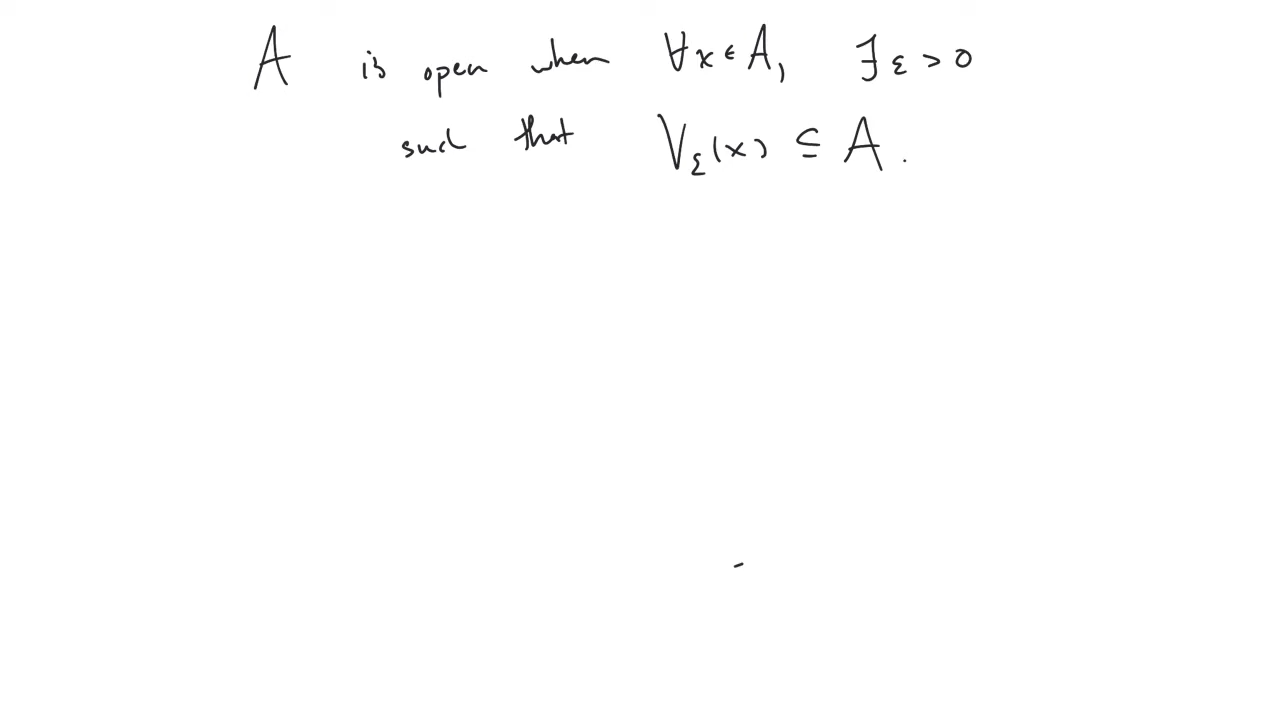 A is open when ∀x ∈ A, ∃ ε > 0
such that V_ε(x) ⊆ A.